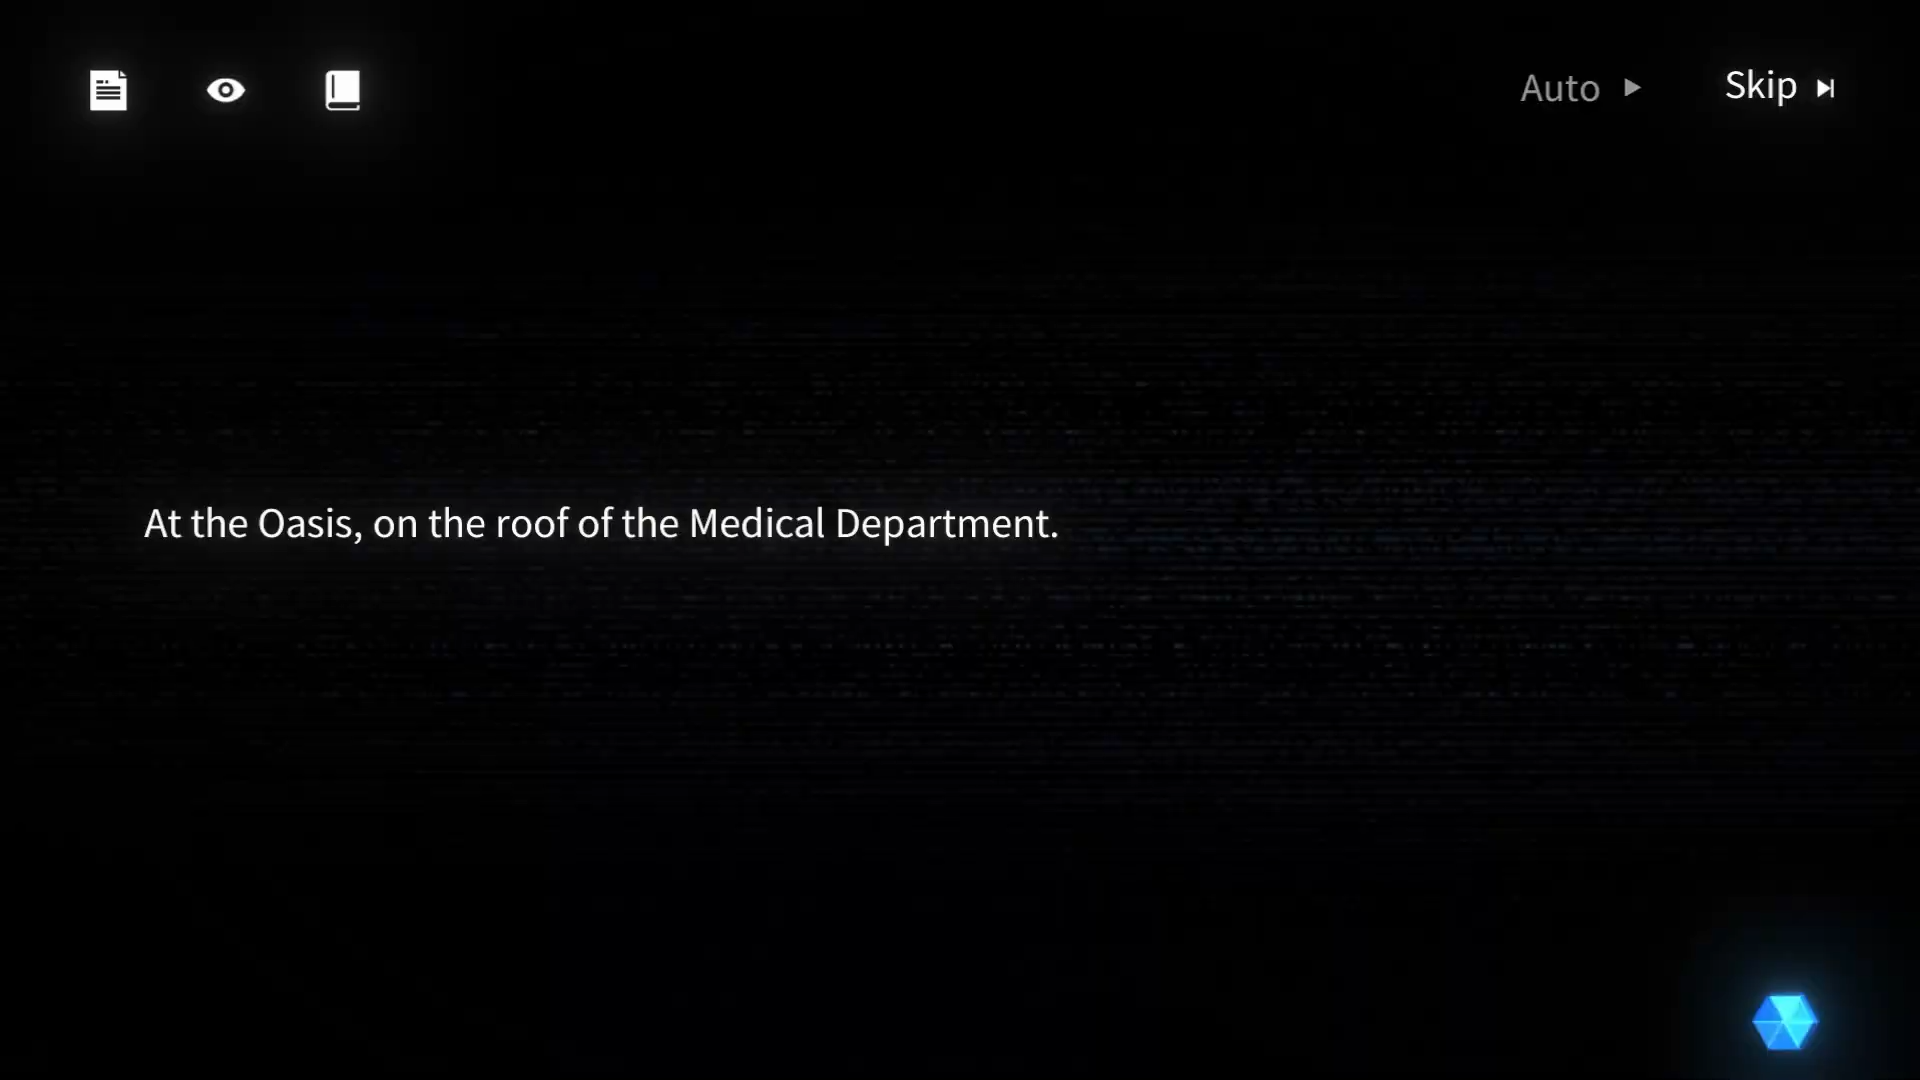 Auto
Skip
At the Oasis, on the roof of the Medical Department.